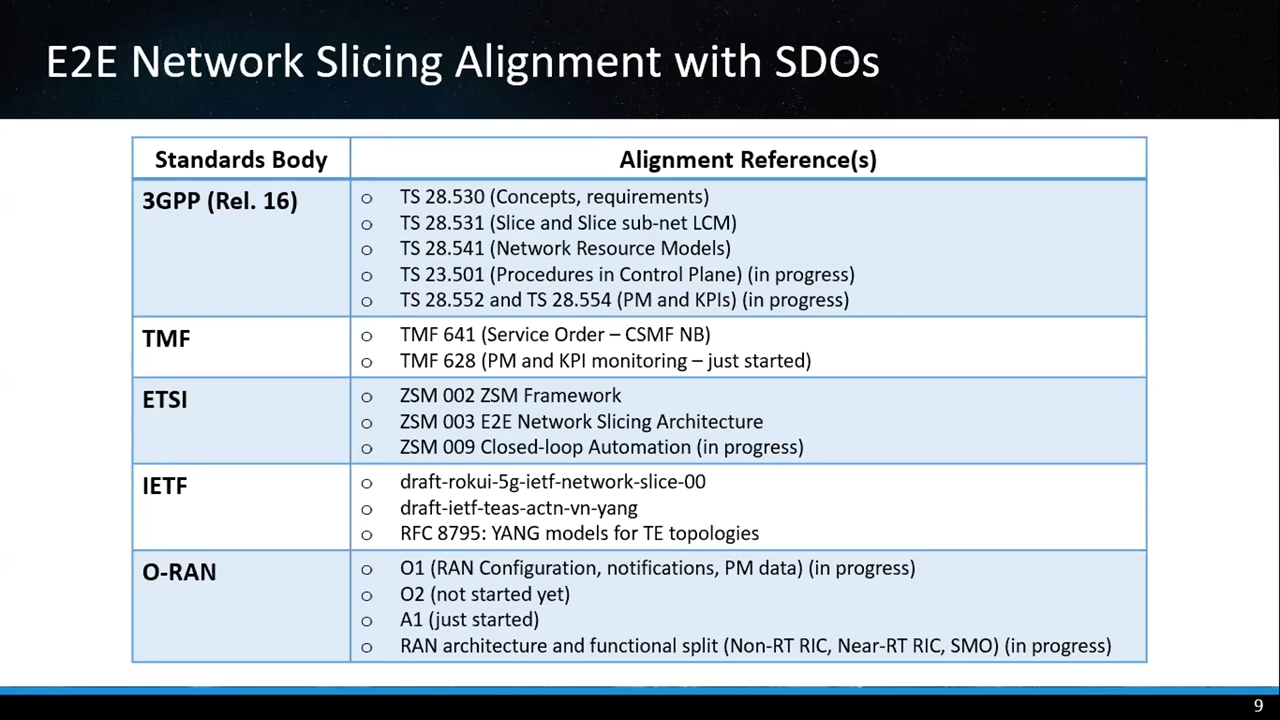 E2E Network Slicing Alignment with SDOs
Standards Body
Alignment Reference(s)
3GPP (Rel. 16)
o TS 28.530 (Concepts, requirements)
o TS 28.531 (Slice and Slice sub-net LCM)
o TS 28.541 (Network Resource Models)
o TS 23.501 (Procedures in Control Plane) (in progress)
o TS 28.552 and TS 28.554 (PM and KPIs) (in progress)
TMF
o TMF 641 (Service Order – CSMF NB)
o TMF 628 (PM and KPI monitoring – just started)
ETSI
o ZSM 002 ZSM Framework
o ZSM 003 E2E Network Slicing Architecture
o ZSM 009 Closed-loop Automation (in progress)
IETF
o draft-rokui-5g-ietf-network-slice-00
o draft-ietf-teas-actn-vn-yang
o RFC 8795: YANG models for TE topologies
O-RAN
o O1 (RAN Configuration, notifications, PM data) (in progress)
o O2 (not started yet)
o A1 (just started)
o RAN architecture and functional split (Non-RT RIC, Near-RT RIC, SMO) (in progress)
9